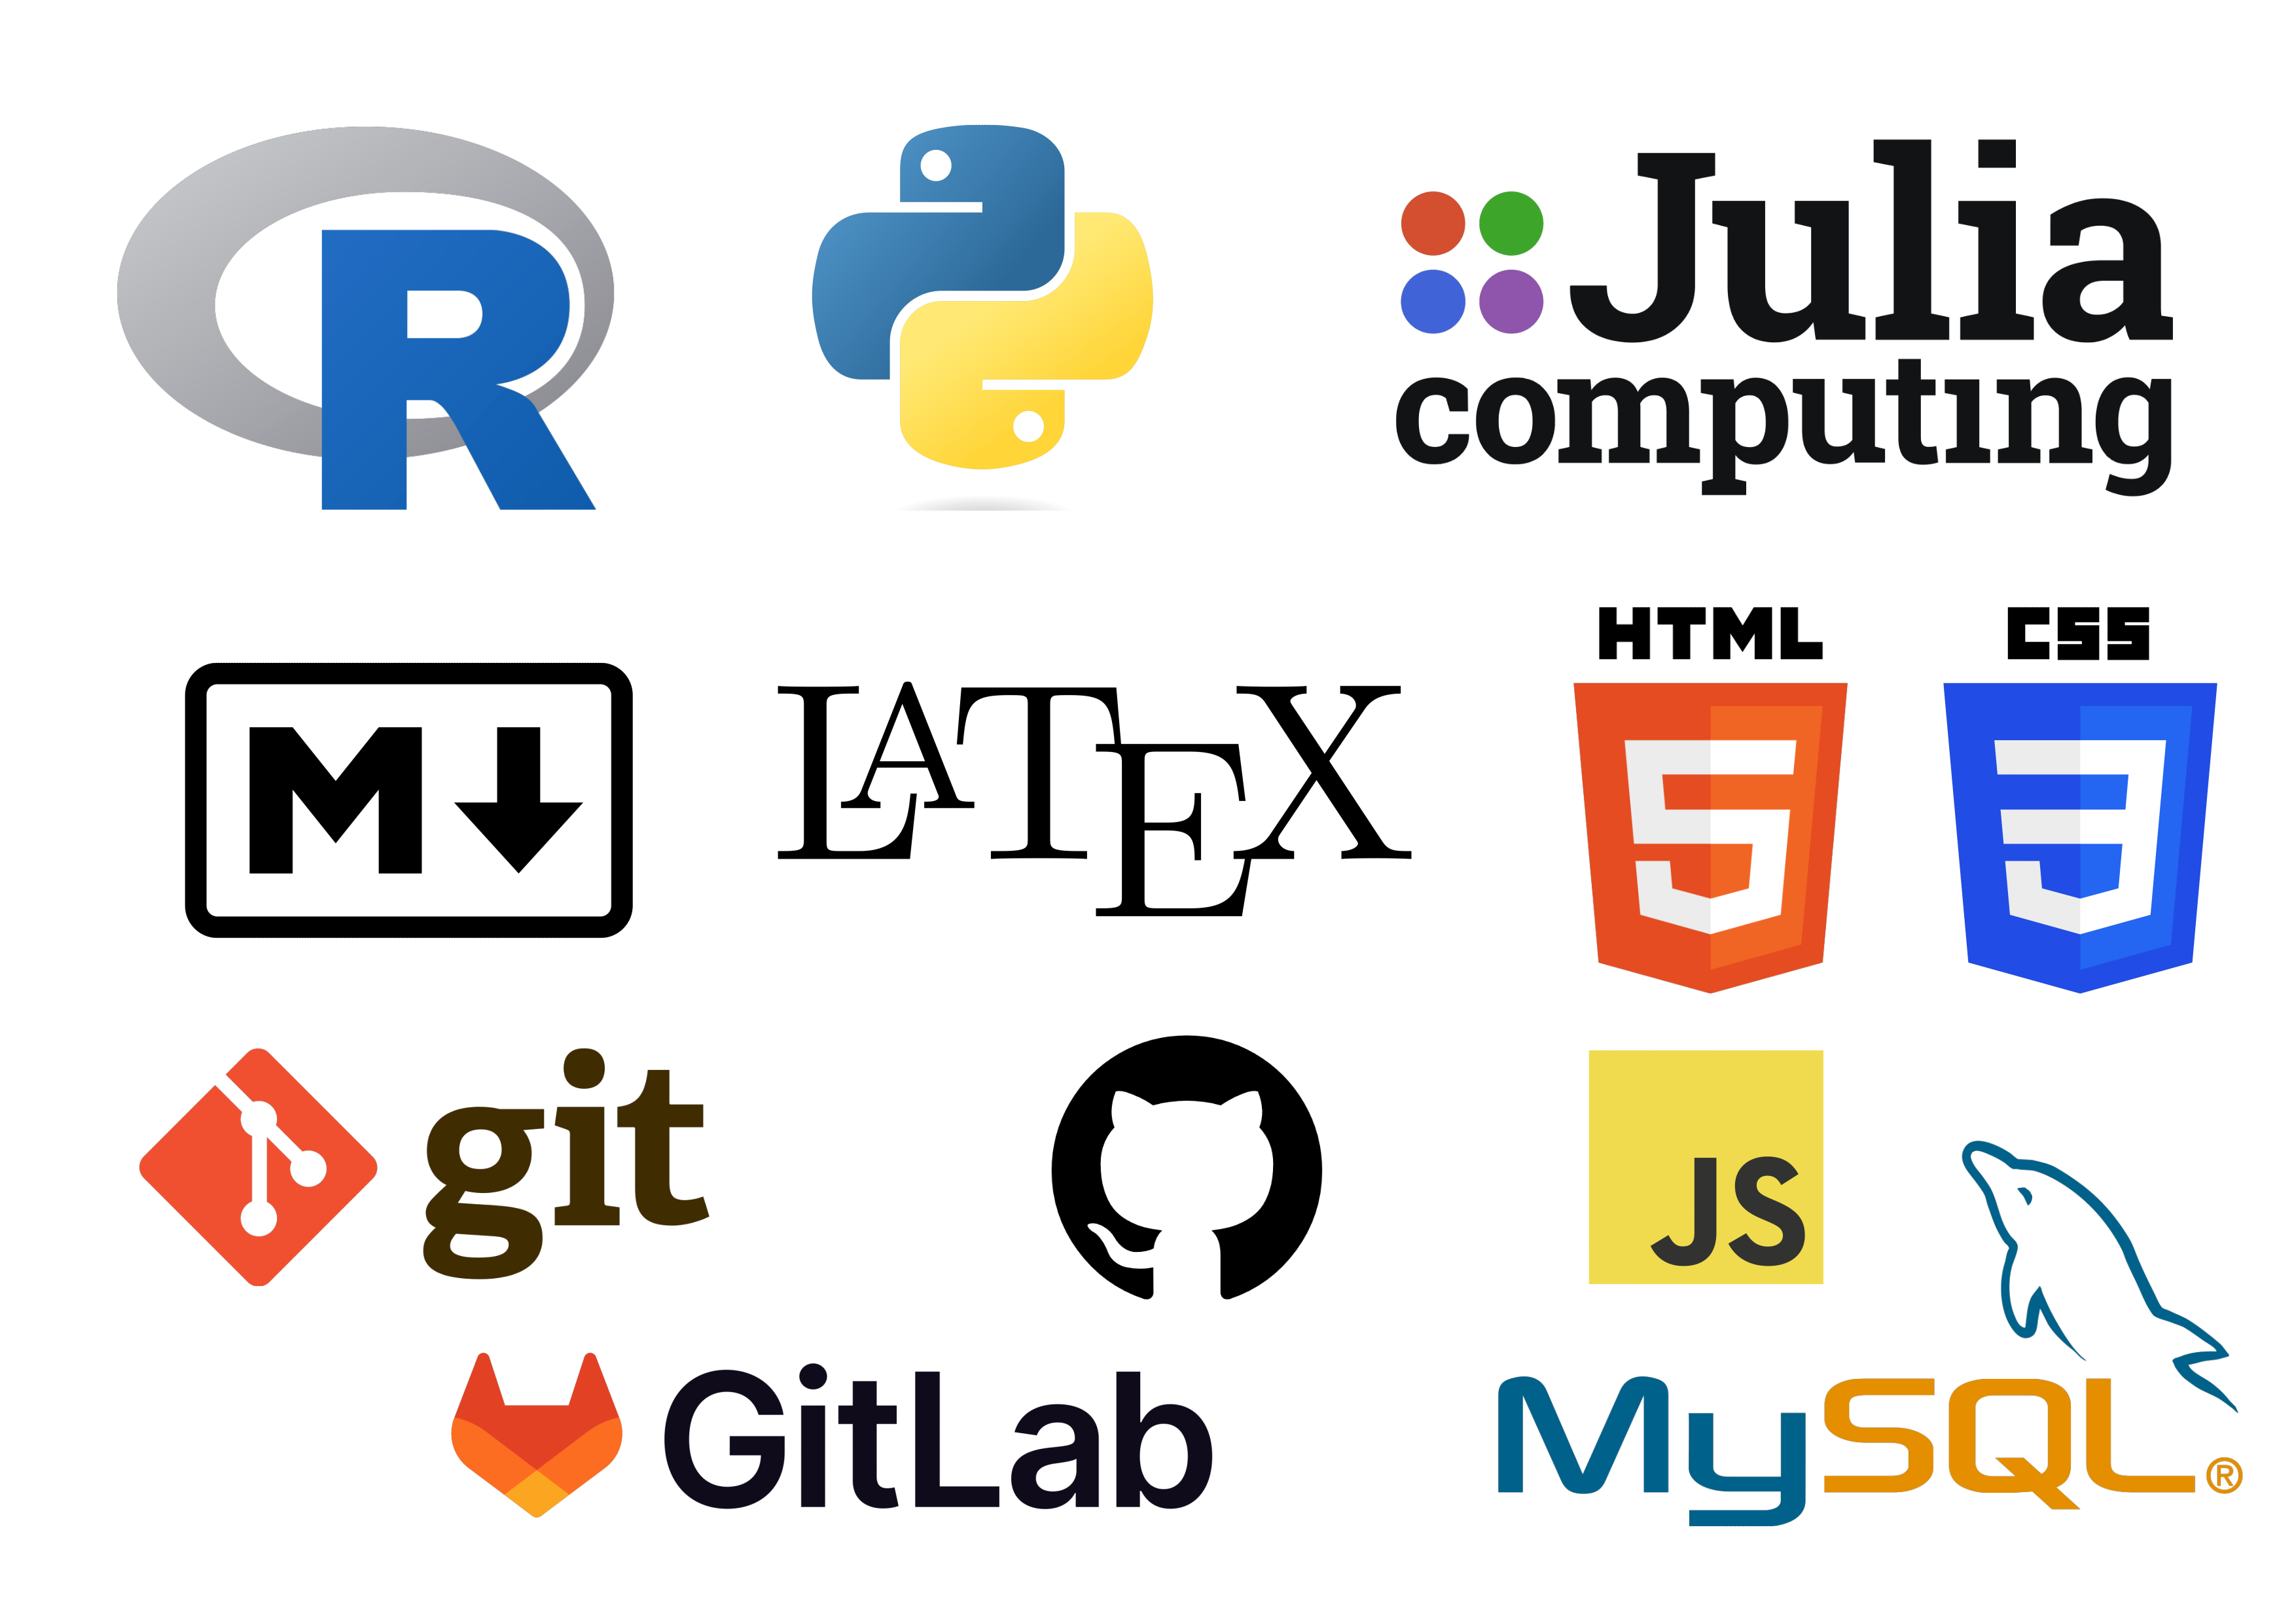 R
Julia
computing
HTML
CSS
M
LATEX
5
3
git
JS
GitLab
MySQL®